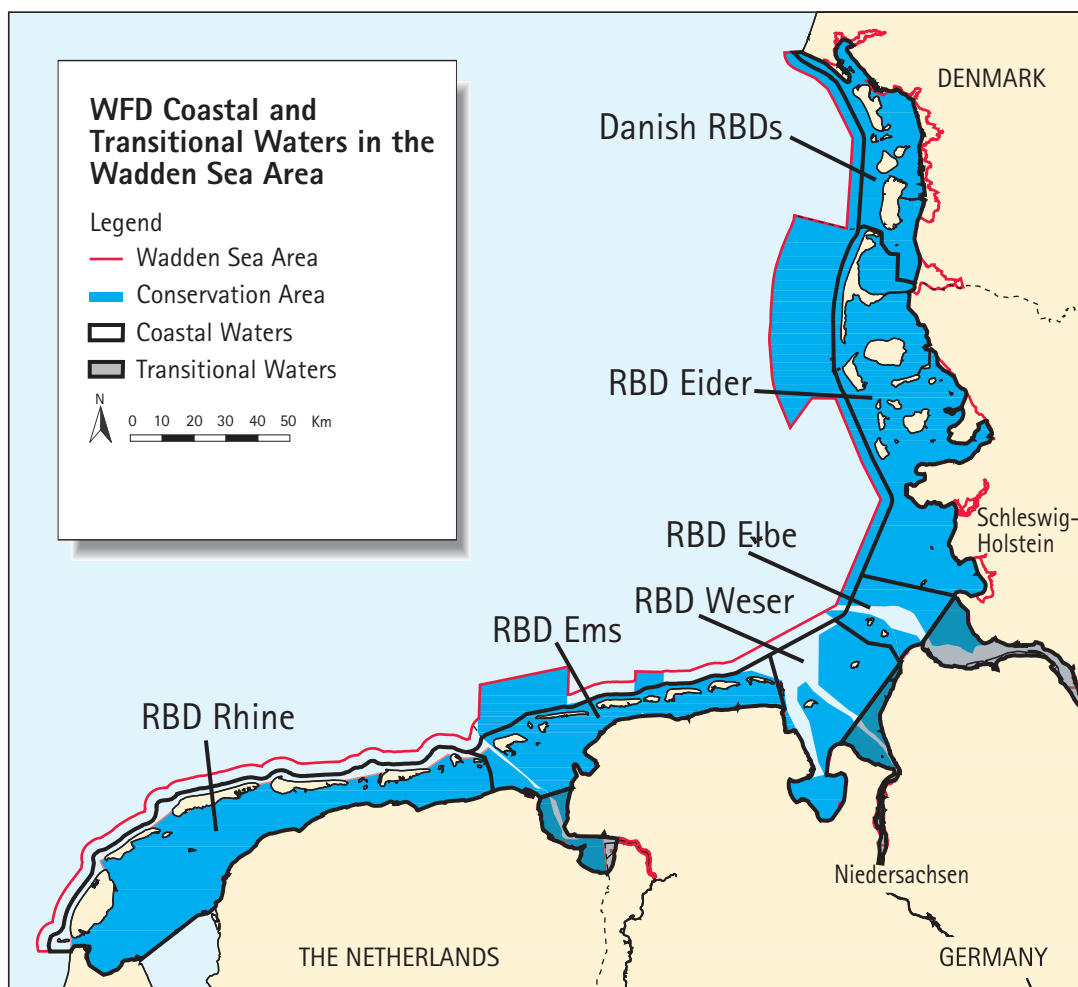 WFD Coastal and
Transitional Waters in the
Wadden Sea Area
Legend
Wadden Sea Area
Conservation Area
Coastal Waters
Transitional Waters
N
0 10 20 30 40 50 Km
DENMARK
Danish RBDs
RBD Eider
Schleswig-
Holstein
RBD Elbe
RBD Weser
RBD Ems
RBD Rhine
Niedersachsen
THE NETHERLANDS
GERMANY